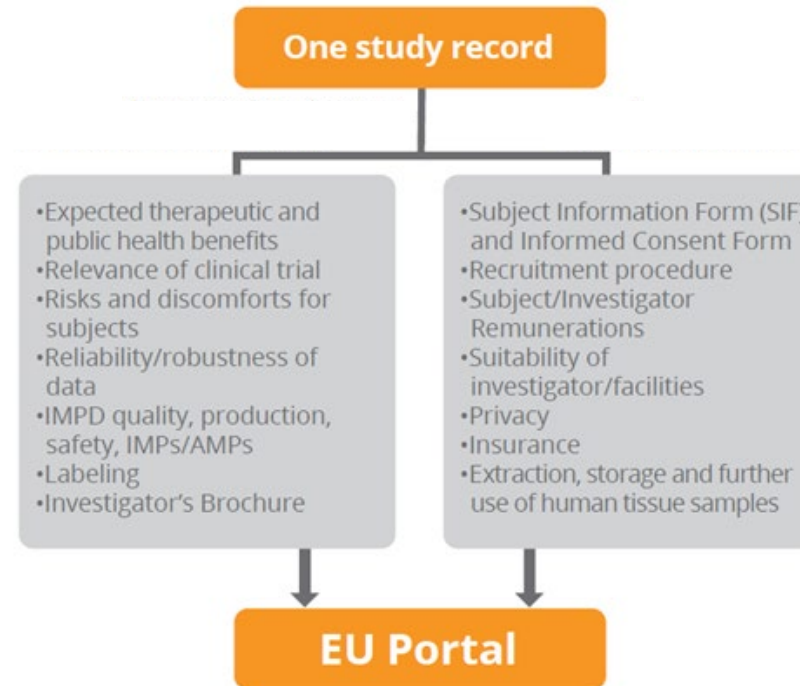 One study record
•Expected therapeutic and
public health benefits
•Relevance of clinical trial
•Risks and discomforts for
subjects
•Reliability/robustness of
data
•IMPD quality, production,
safety, IMPs/AMPs
•Labeling
•Investigator's Brochure
•Subject Information Form (SIF)
and Informed Consent Form
•Recruitment procedure
•Subject/Investigator
Remunerations
•Suitability of
investigator/facilities
•Privacy
•Insurance
•Extraction, storage and further
use of human tissue samples
EU Portal